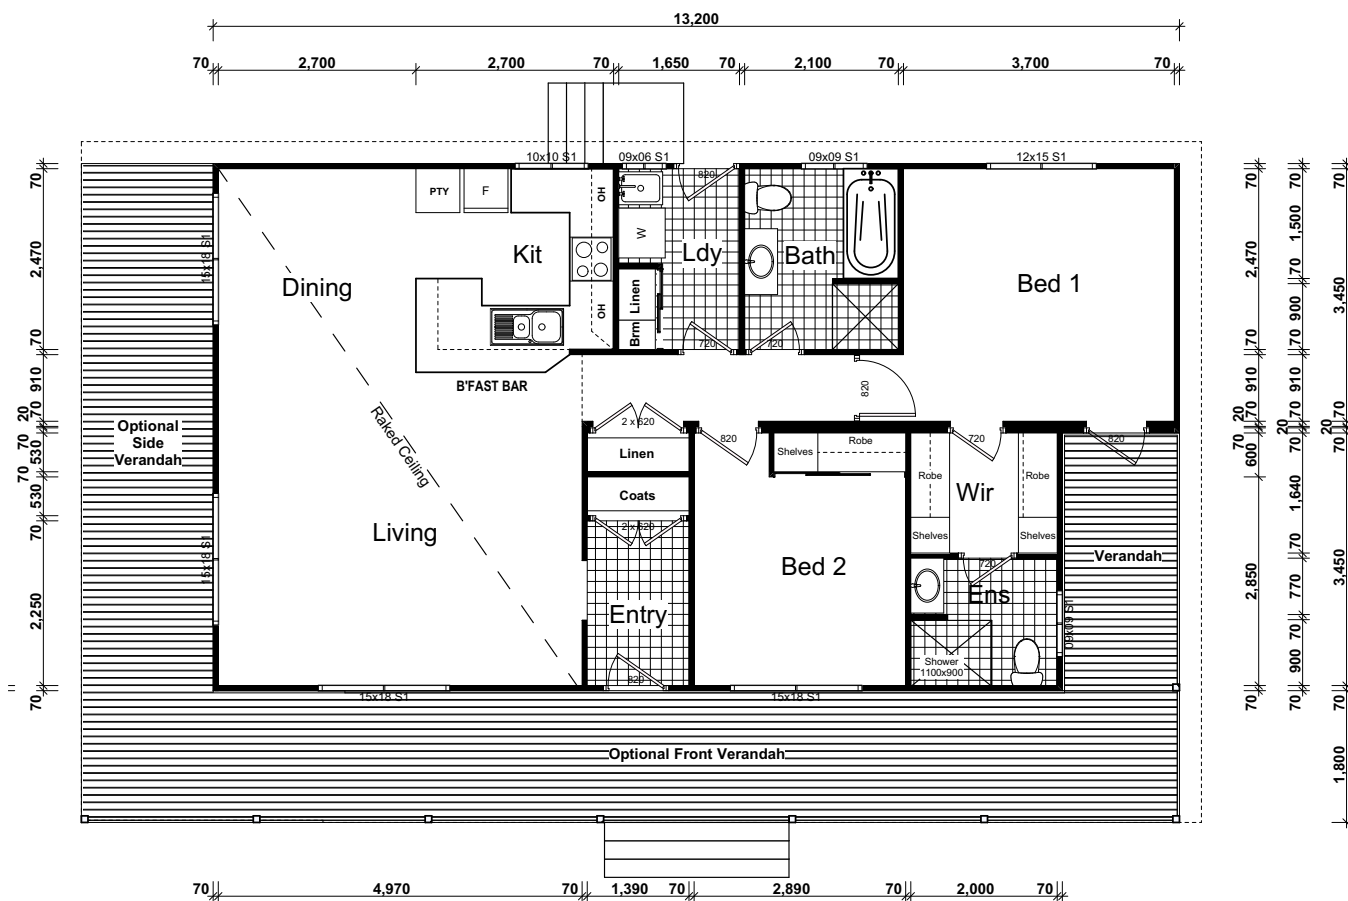 13,200
70 2,700 2,700 70 1,650 70 2,100 70 3,700 70
10x10 S1 09x06 S1 09x09 S1 12x15 S1
820
PTY F OH
W
Kit Ldy Bath Bed 1
Dining
15x18 S1
Linen
Brm
OH
720 720
B'FAST BAR
820
Raked Ceiling
2 x 620
Linen
820
Shelves Robe
720
820
Optional
Side
Verandah
Coats
2 x 620
Robe Wir Robe
Shelves Shelves
Living
15x18 S1
Bed 2
Verandah
720
Ens
Entry
09x09 S1
Shower
1100x900
820
15x18 S1 15x18 S1
Optional Front Verandah
70 4,970 70 1,390 70 2,890 70 2,000 70
70
2,470
70
910
70
20
70
530
70
530
70
2,250
70
70
2,470
70
910
70
20
70
600
2,850
70
70
1,500
70
900
70
910
70
20
70
1,640
70
770
70
900
70
70
3,450
70
20
70
3,450
70
1,800